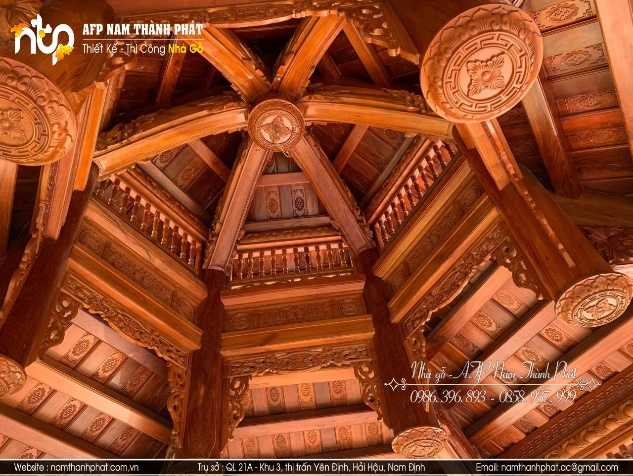 ntp
AFP NAM THÀNH PHÁT
Thiết Kế - Thi Công Nhà Gỗ
Nhà gỗ - AFP Nam Thành Phát
0986.396.893 - 0858.937.999
Website : namthanhphat.com.vn
Trụ sở : QL 21A - Khu 3, thị trấn Yên Định, Hải Hậu, Nam Định
Email: namthanhphat.oc@gmail.com